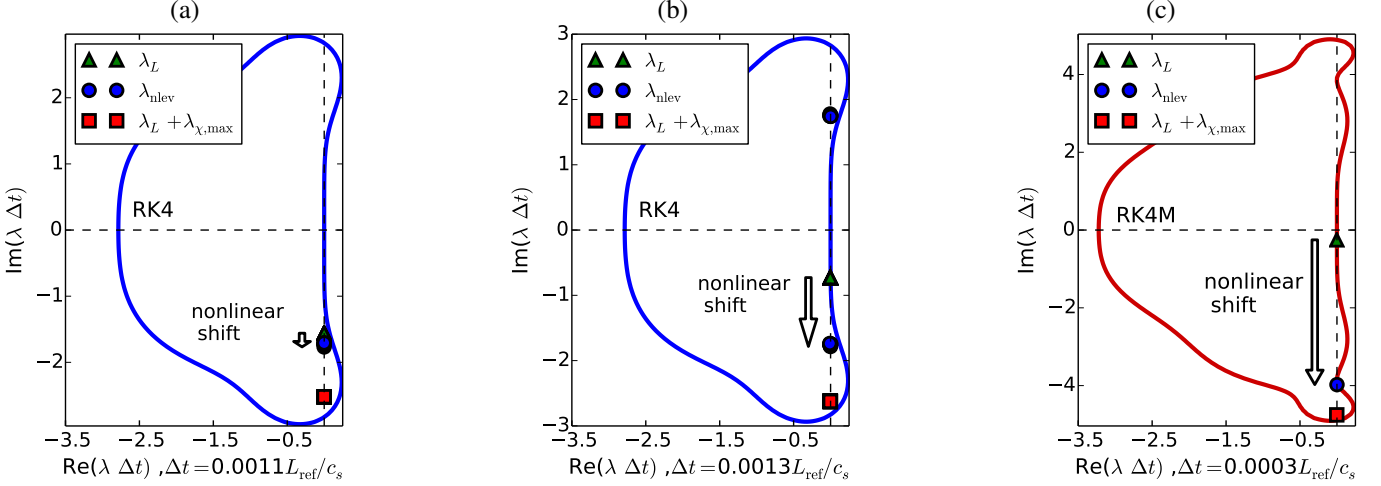 (a)
λ_L
λ_nlev
λ_L + λ_χ,max
RK4
nonlinear
shift
2
1
0
−1
−2
Im(λ Δt)
−3.5 −2.5 −1.5 −0.5
Re(λ Δt) ,Δt=0.0011L_ref/c_s
(b)
λ_L
λ_nlev
λ_L + λ_χ,max
RK4
nonlinear
shift
3
2
1
0
−1
−2
−3
Im(λ Δt)
−3.5 −2.5 −1.5 −0.5
Re(λ Δt) ,Δt=0.0013L_ref/c_s
(c)
λ_L
λ_nlev
λ_L + λ_χ,max
RK4M
nonlinear
shift
4
2
0
−2
−4
Im(λ Δt)
−3.5 −2.5 −1.5 −0.5
Re(λ Δt) ,Δt=0.0003L_ref/c_s